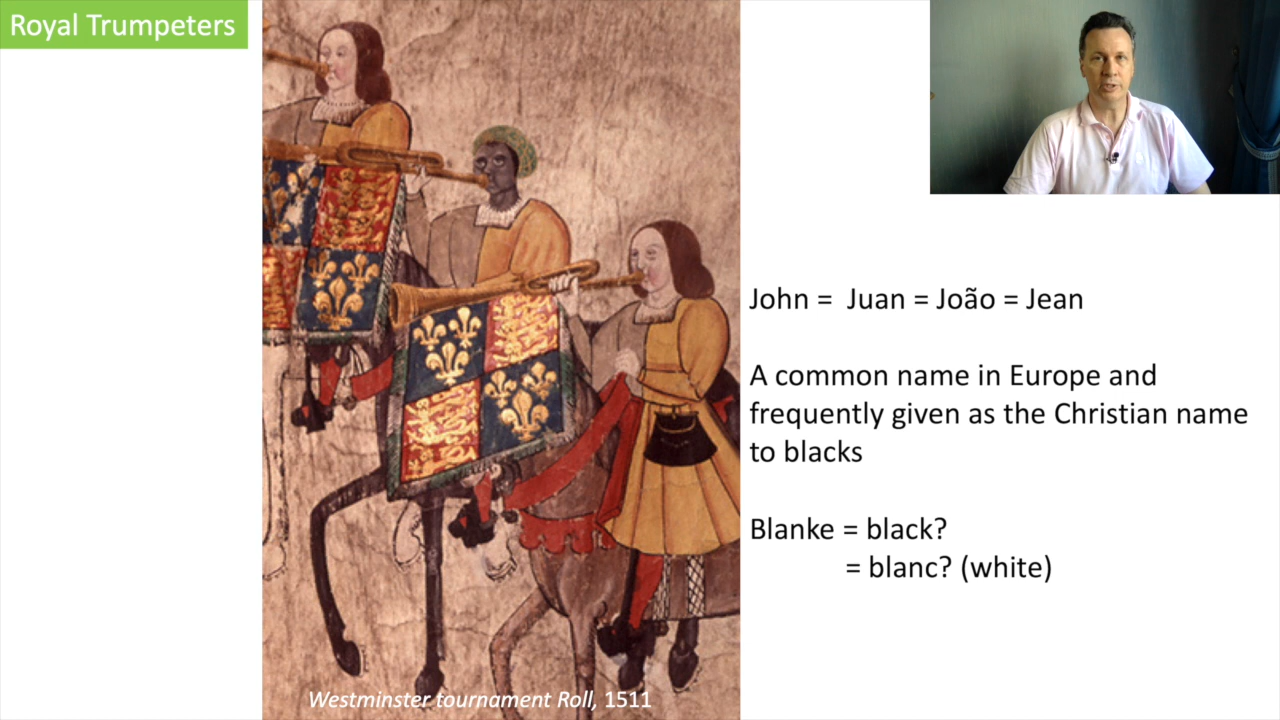 Royal Trumpeters
John =  Juan = João = Jean
A common name in Europe and
frequently given as the Christian name
to blacks
Blanke = black?
= blanc? (white)
Westminster tournament Roll, 1511